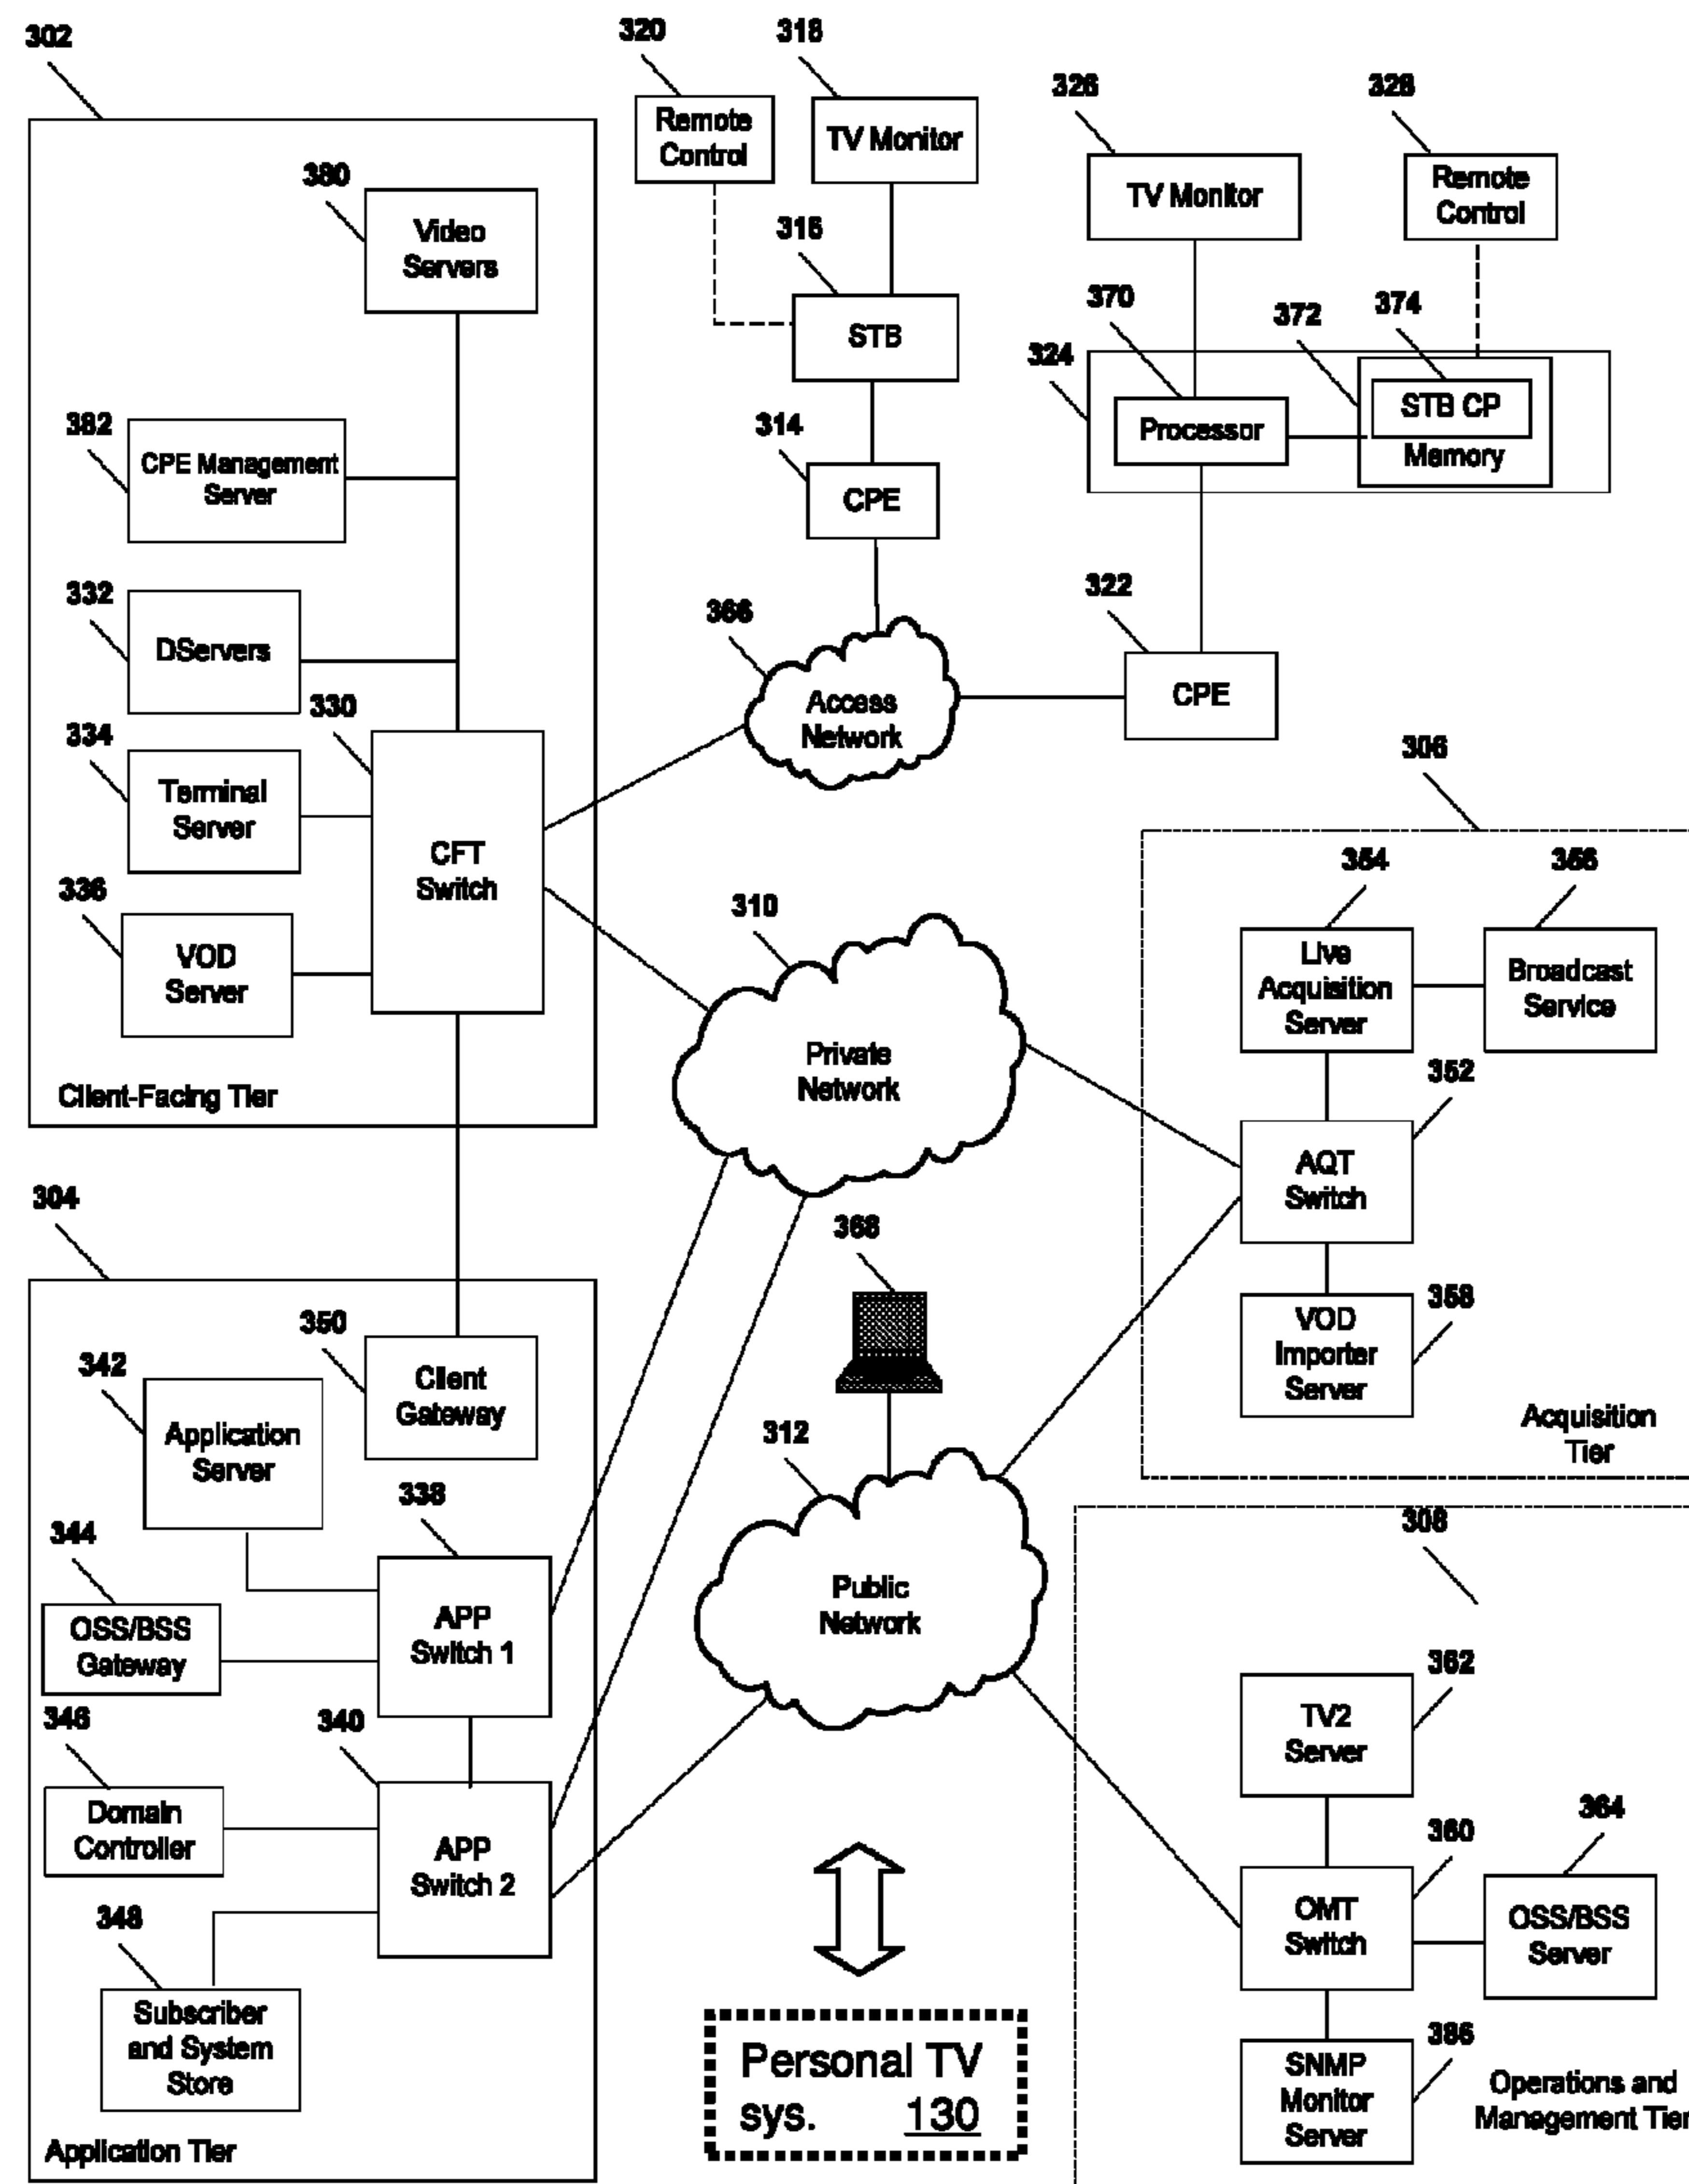 302
320
318
326
328
Remote
Control
TV Monitor
TV Monitor
Remote
Control
380
Video
Servers
316
STB
370
372
374
324
STB CP
Processor
Memory
382
CPE Management
Server
314
CPE
332
DServers
366
Access
Network
322
CPE
330
334
Terminal
Server
CFT
Switch
336
VOD
Server
Client-Facing Tier
310
Private
Network
306
354
356
Live
Acquisition
Server
Broadcast
Service
352
AQT
Switch
358
VOD
Importer
Server
Acquisition
Tier
304
368
350
Client
Gateway
342
Application
Server
312
Public
Network
338
344
OSS/BSS
Gateway
APP
Switch 1
346
340
Domain
Controller
APP
Switch 2
348
Subscriber
and System
Store
Application Tier
308
362
TV2
Server
360
364
OMT
Switch
OSS/BSS
Server
386
SNMP
Monitor
Server
Operations and
Management Tier
Personal TV
sys. 130